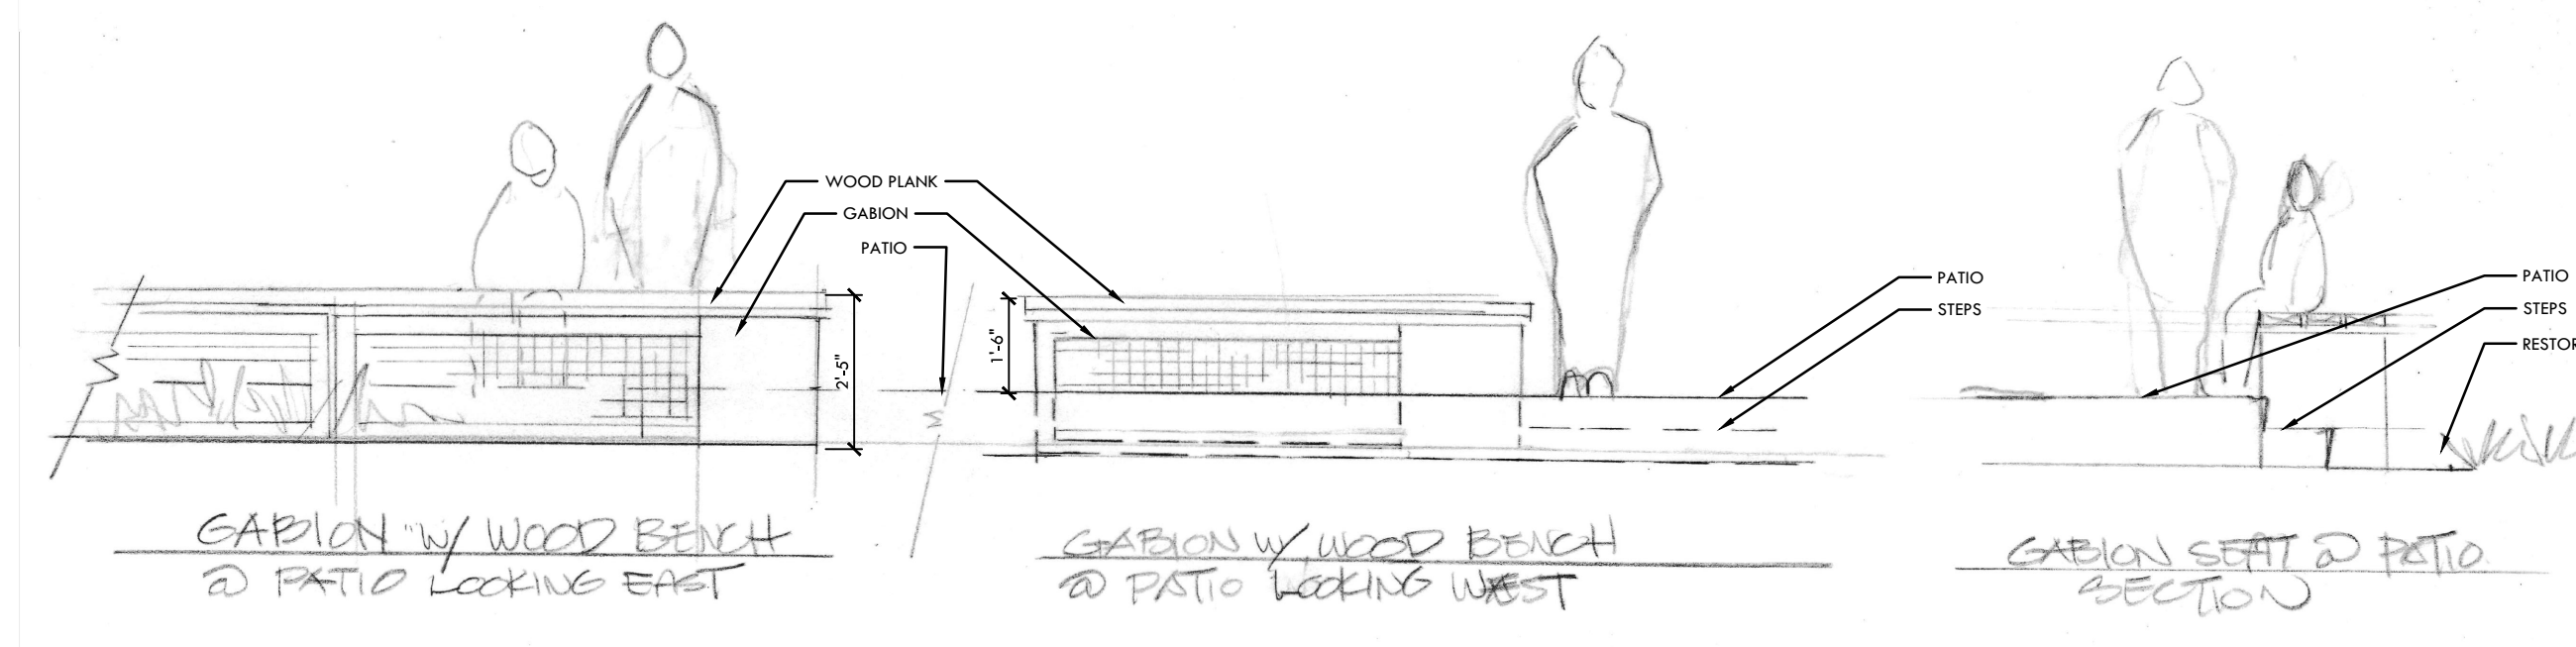 WOOD PLANK
GABION
PATIO
2'-5"
GABION W/ WOOD BENCH
@ PATIO LOOKING EAST
1'-6"
PATIO
STEPS
GABION W/ WOOD BENCH
@ PATIO LOOKING WEST
PATIO
STEPS
RESTOR
GABION SEAT @ PATIO
SECTION